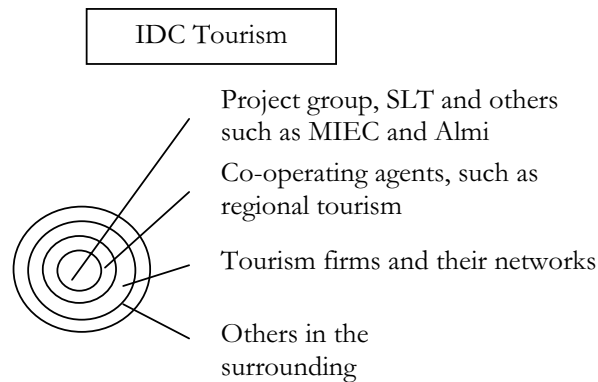 IDC Tourism
Project group, SLT and others
such as MIEC and Almi
Co-operating agents, such as
regional tourism
Tourism firms and their networks
Others in the
surrounding